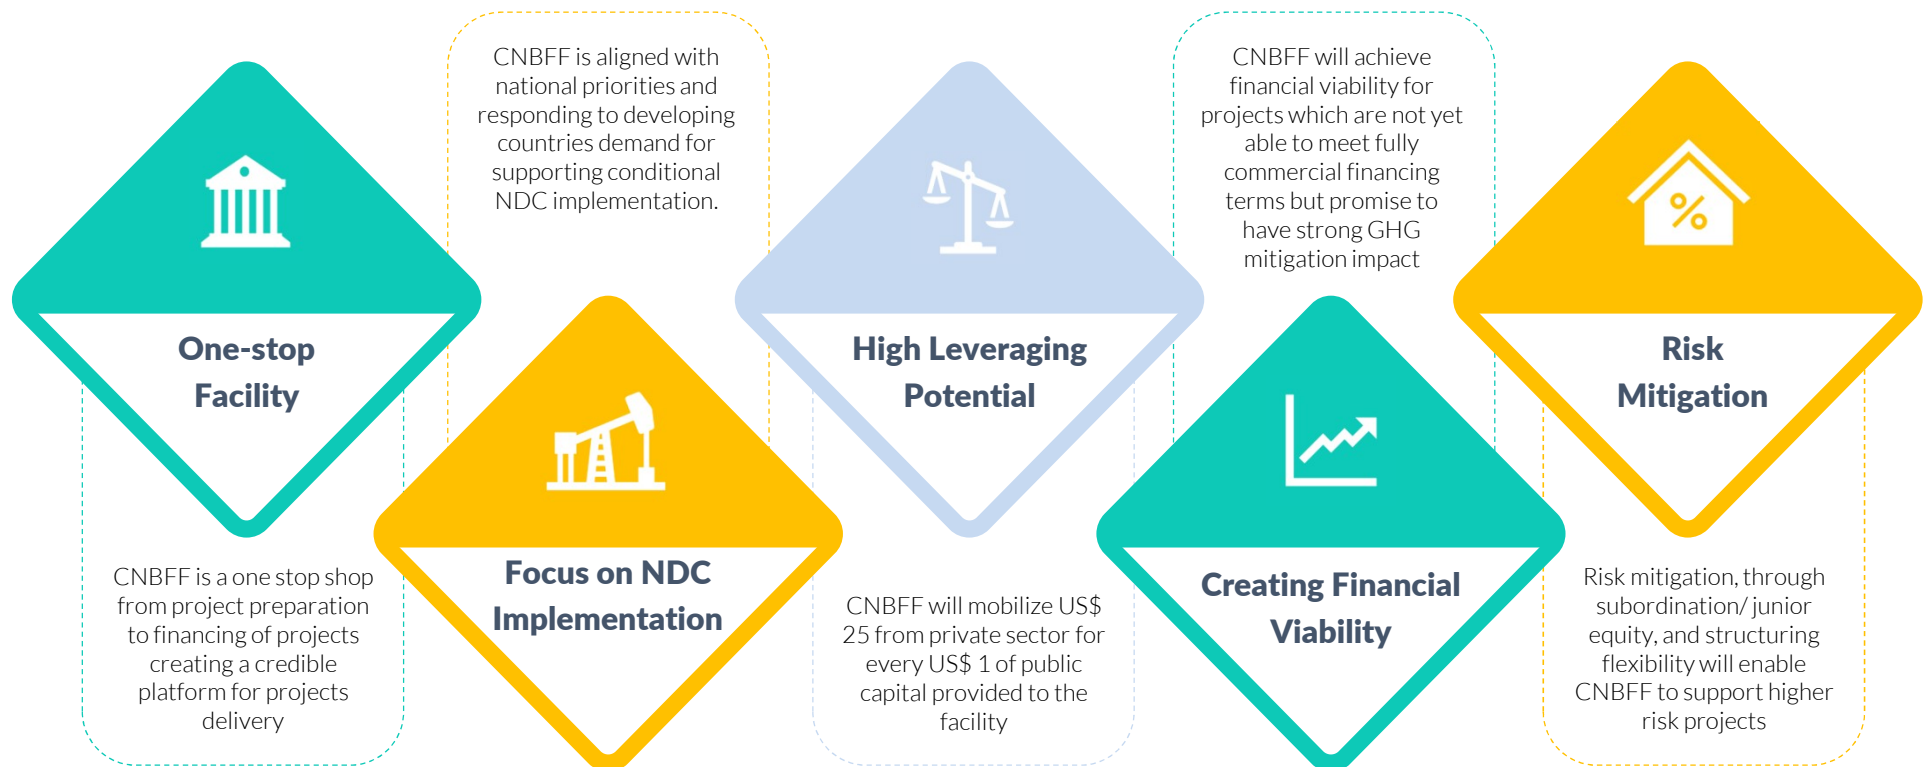 One-stop
Facility
CNBFF is a one stop shop
from project preparation
to financing of projects
creating a credible
platform for projects
delivery
CNBFF is aligned with
national priorities and
responding to developing
countries demand for
supporting conditional
NDC implementation.
Focus on NDC
Implementation
High Leveraging
Potential
CNBFF will mobilize US$
25 from private sector for
every US$ 1 of public
capital provided to the
facility
CNBFF will achieve
financial viability for
projects which are not yet
able to meet fully
commercial financing
terms but promise to
have strong GHG
mitigation impact
Creating Financial
Viability
%
Risk
Mitigation
Risk mitigation, through
subordination/ junior
equity, and structuring
flexibility will enable
CNBFF to support higher
risk projects